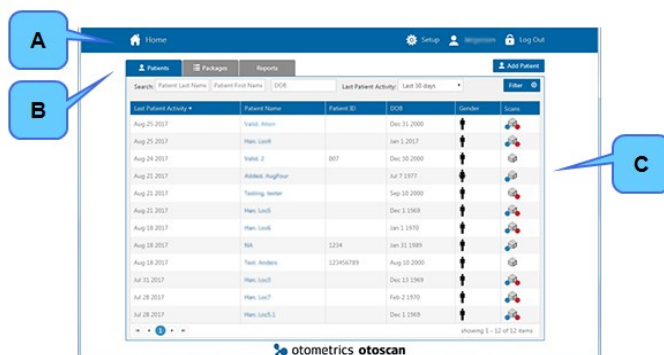 A
Home Setup Log Out
Patients Packages Reports Add Patient
B
Search: Patient Last Name Patient First Name DOB Last Patient Activity: Last 30 days Filter
Last Patient Activity Patient Name Patient ID DOB Gender Scans
Aug 25 2017 Valid, Dec 31 2000
Aug 25 2017 Han, Loc4 Jan 1 2017
C
Aug 24 2017 Valid, 2 007 Dec 30 2000
Aug 21 2017 Added, AugFour Jul 7 1977
Aug 21 2017 Testing, Sep 10 2000
Aug 21 2017 Han, Loc5 Dec 1 1969
Aug 18 2017 Han, Loc6 Jan 1 1970
Aug 18 2017 NA 1234 Jan 31 1989
Aug 18 2017 Test, Anders 123456789 Aug 10 2000
Jul 31 2017 Han, Loc3 Dec 13 1969
Jul 28 2017 Han, Loc7 Feb 2 1970
Jul 28 2017 Han, Loc5.1 Dec 1 1969
1 showing 1 - 12 of 12 items
otometrics otoscan